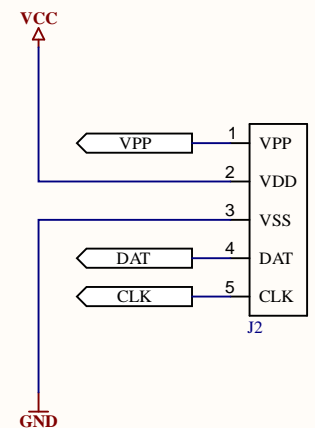 VCC
VPP 1 VPP
2 VDD
3 VSS
DAT 4 DAT
CLK 5 CLK
J2
GND